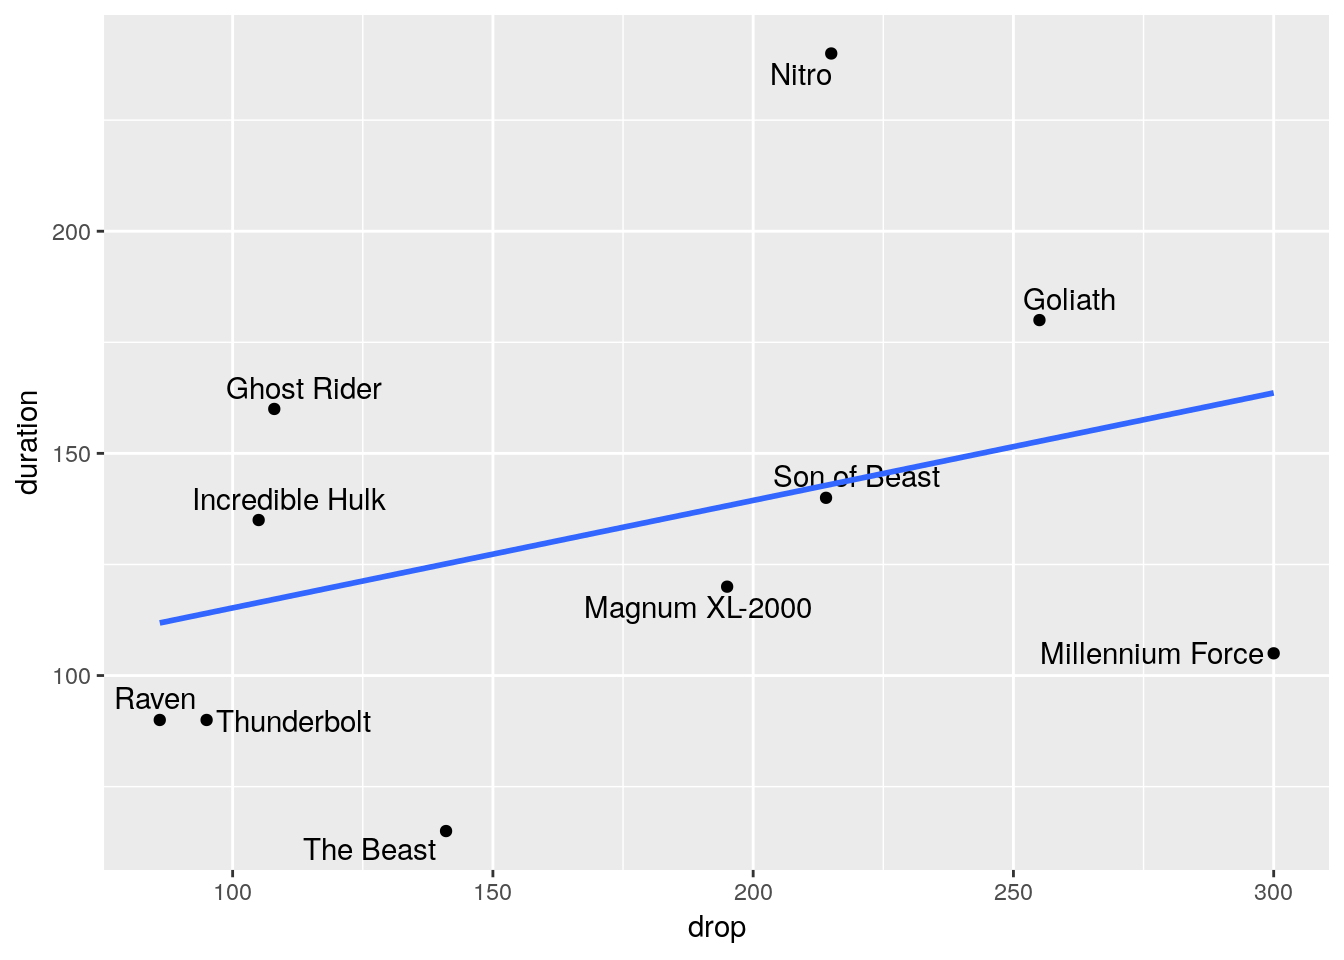 Nitro
200
Goliath
Ghost Rider
150
Son of Beast
Incredible Hulk
Magnum XL-2000
Millennium Force
100
Raven
Thunderbolt
The Beast
duration
100 150 200 250 300
drop